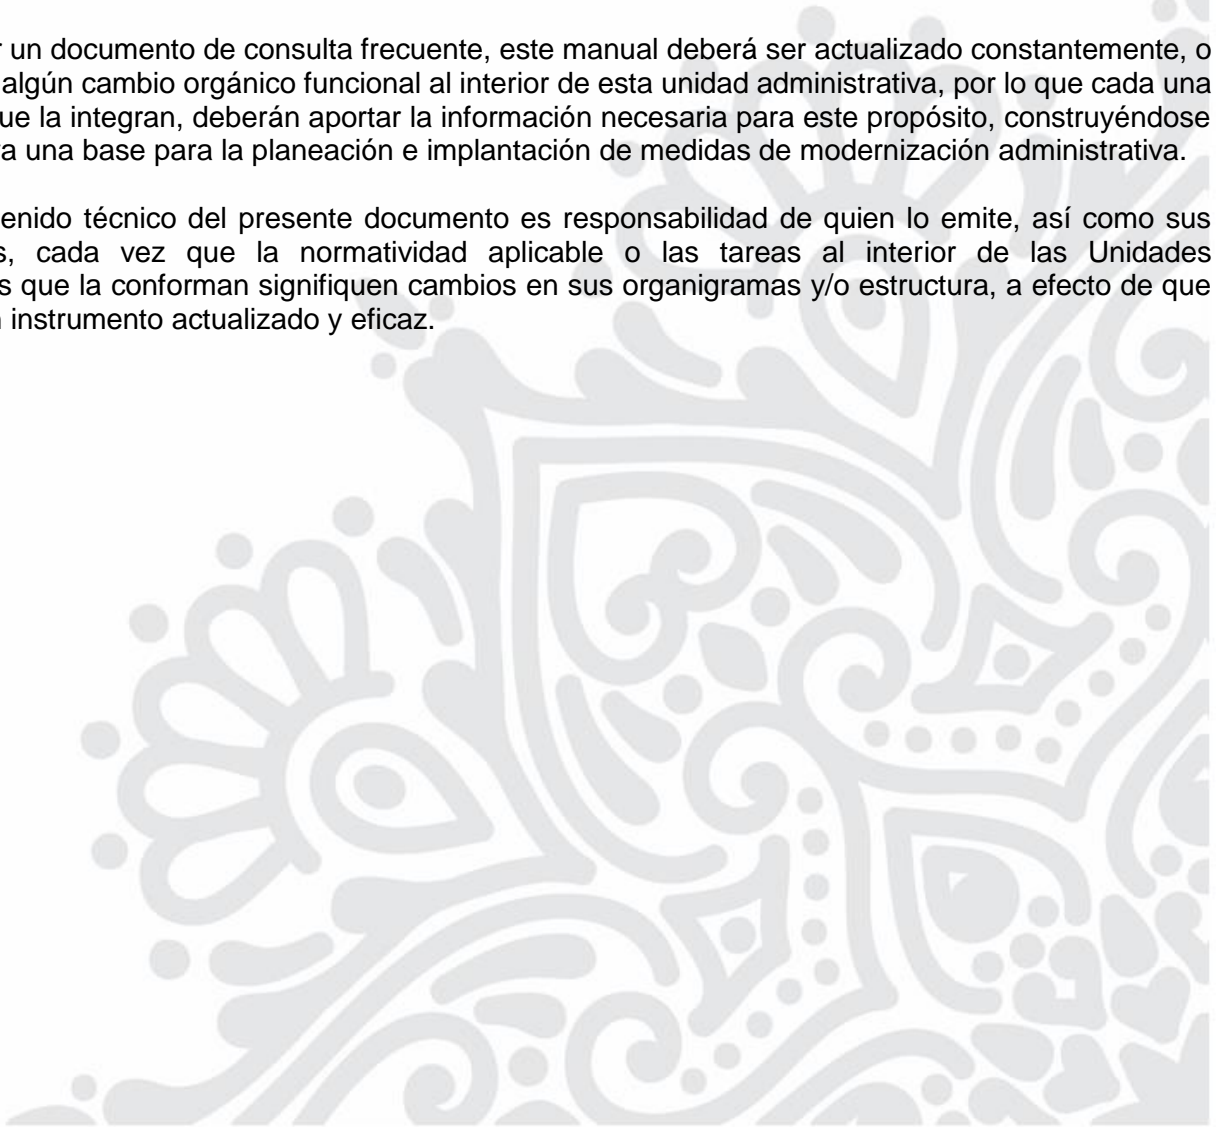 r un documento de consulta frecuente, este manual deberá ser actualizado constantemente, o
algún cambio orgánico funcional al interior de esta unidad administrativa, por lo que cada una
ue la integran, deberán aportar la información necesaria para este propósito, construyéndose
a una base para la planeación e implantación de medidas de modernización administrativa.
enido técnico del presente documento es responsabilidad de quien lo emite, así como sus
s, cada vez que la normatividad aplicable o las tareas al interior de las Unidades
s que la conforman signifiquen cambios en sus organigramas y/o estructura, a efecto de que
n instrumento actualizado y eficaz.